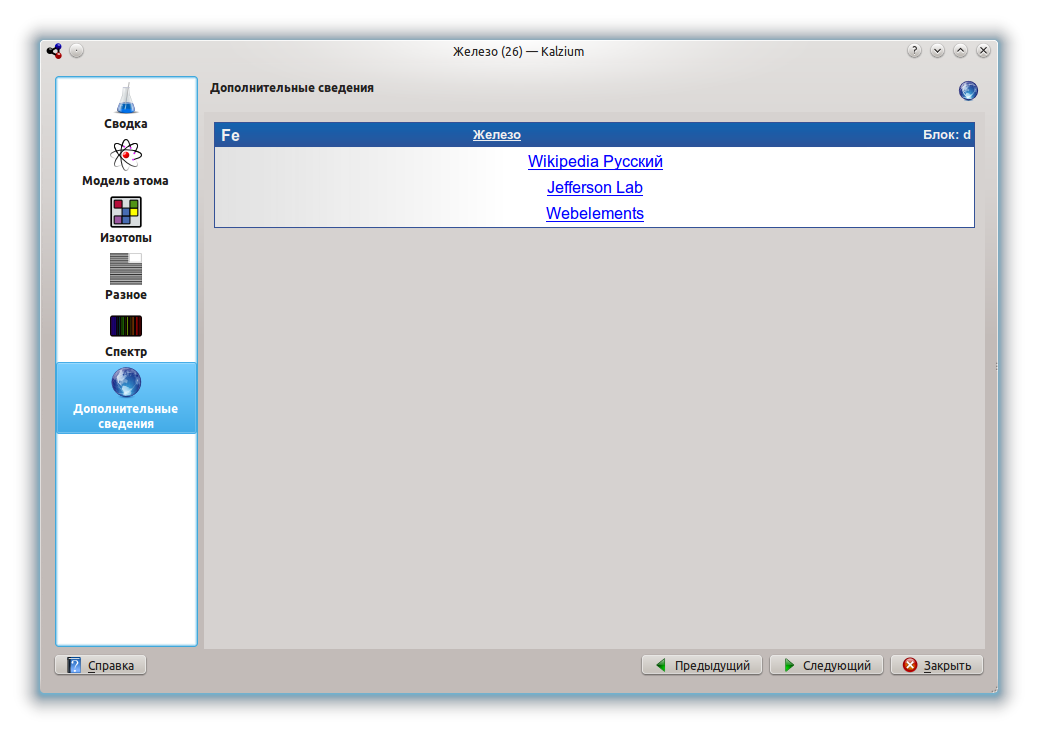 Железо (26) — Kalzium
Сводка
Модель атома
Изотопы
Разное
Спектр
Дополнительные
сведения
Дополнительные сведения
Fe Железо Блок: d
Wikipedia Русский
Jefferson Lab
Webelements
Справка Предыдущий Следующий Закрыть